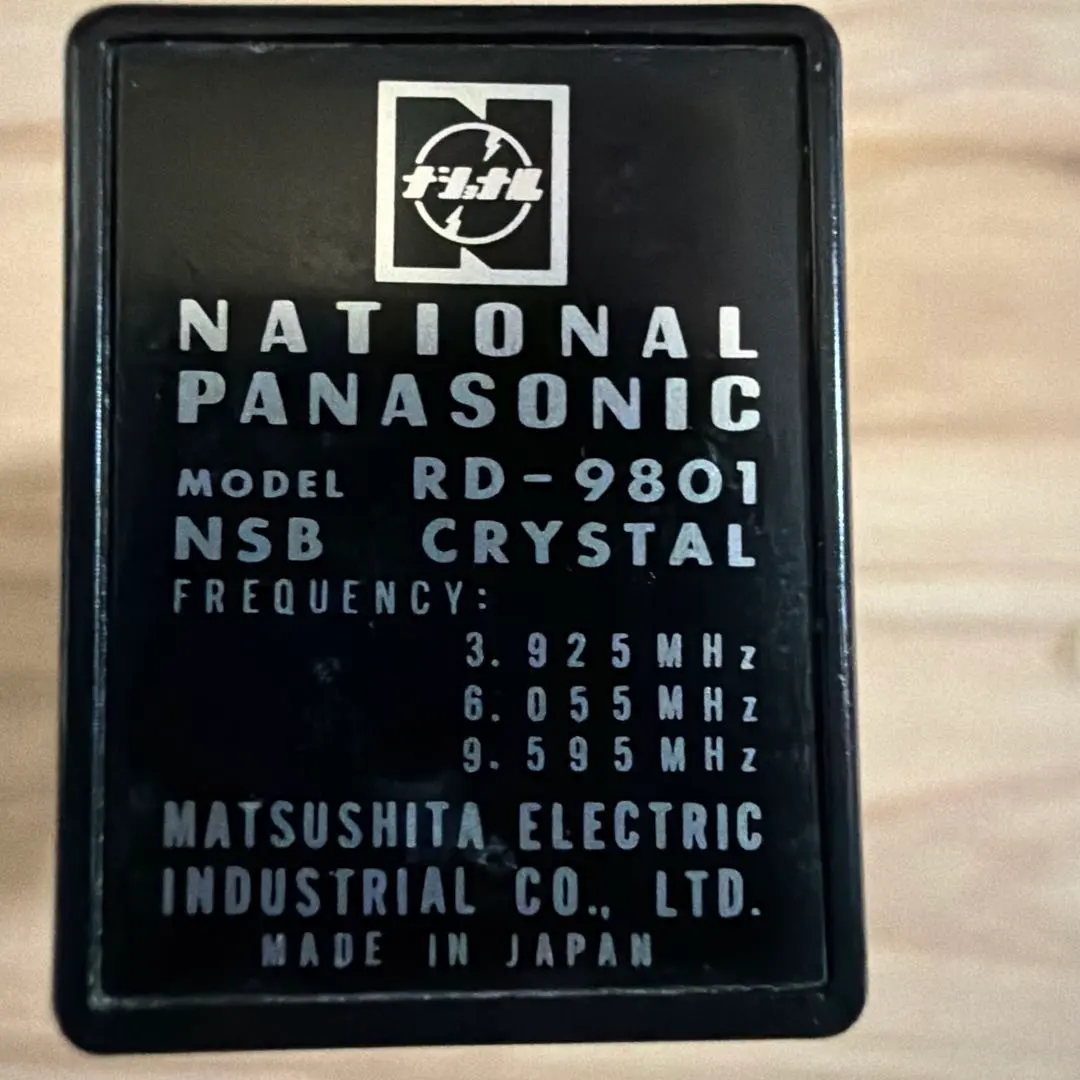 ナショナル
NATIONAL
PANASONIC
MODEL RD-9801
NSB CRYSTAL
FREQUENCY:
3.925MHz
6.055MHz
9.595MHz
MATSUSHITA ELECTRIC
INDUSTRIAL CO., LTD.
MADE IN JAPAN